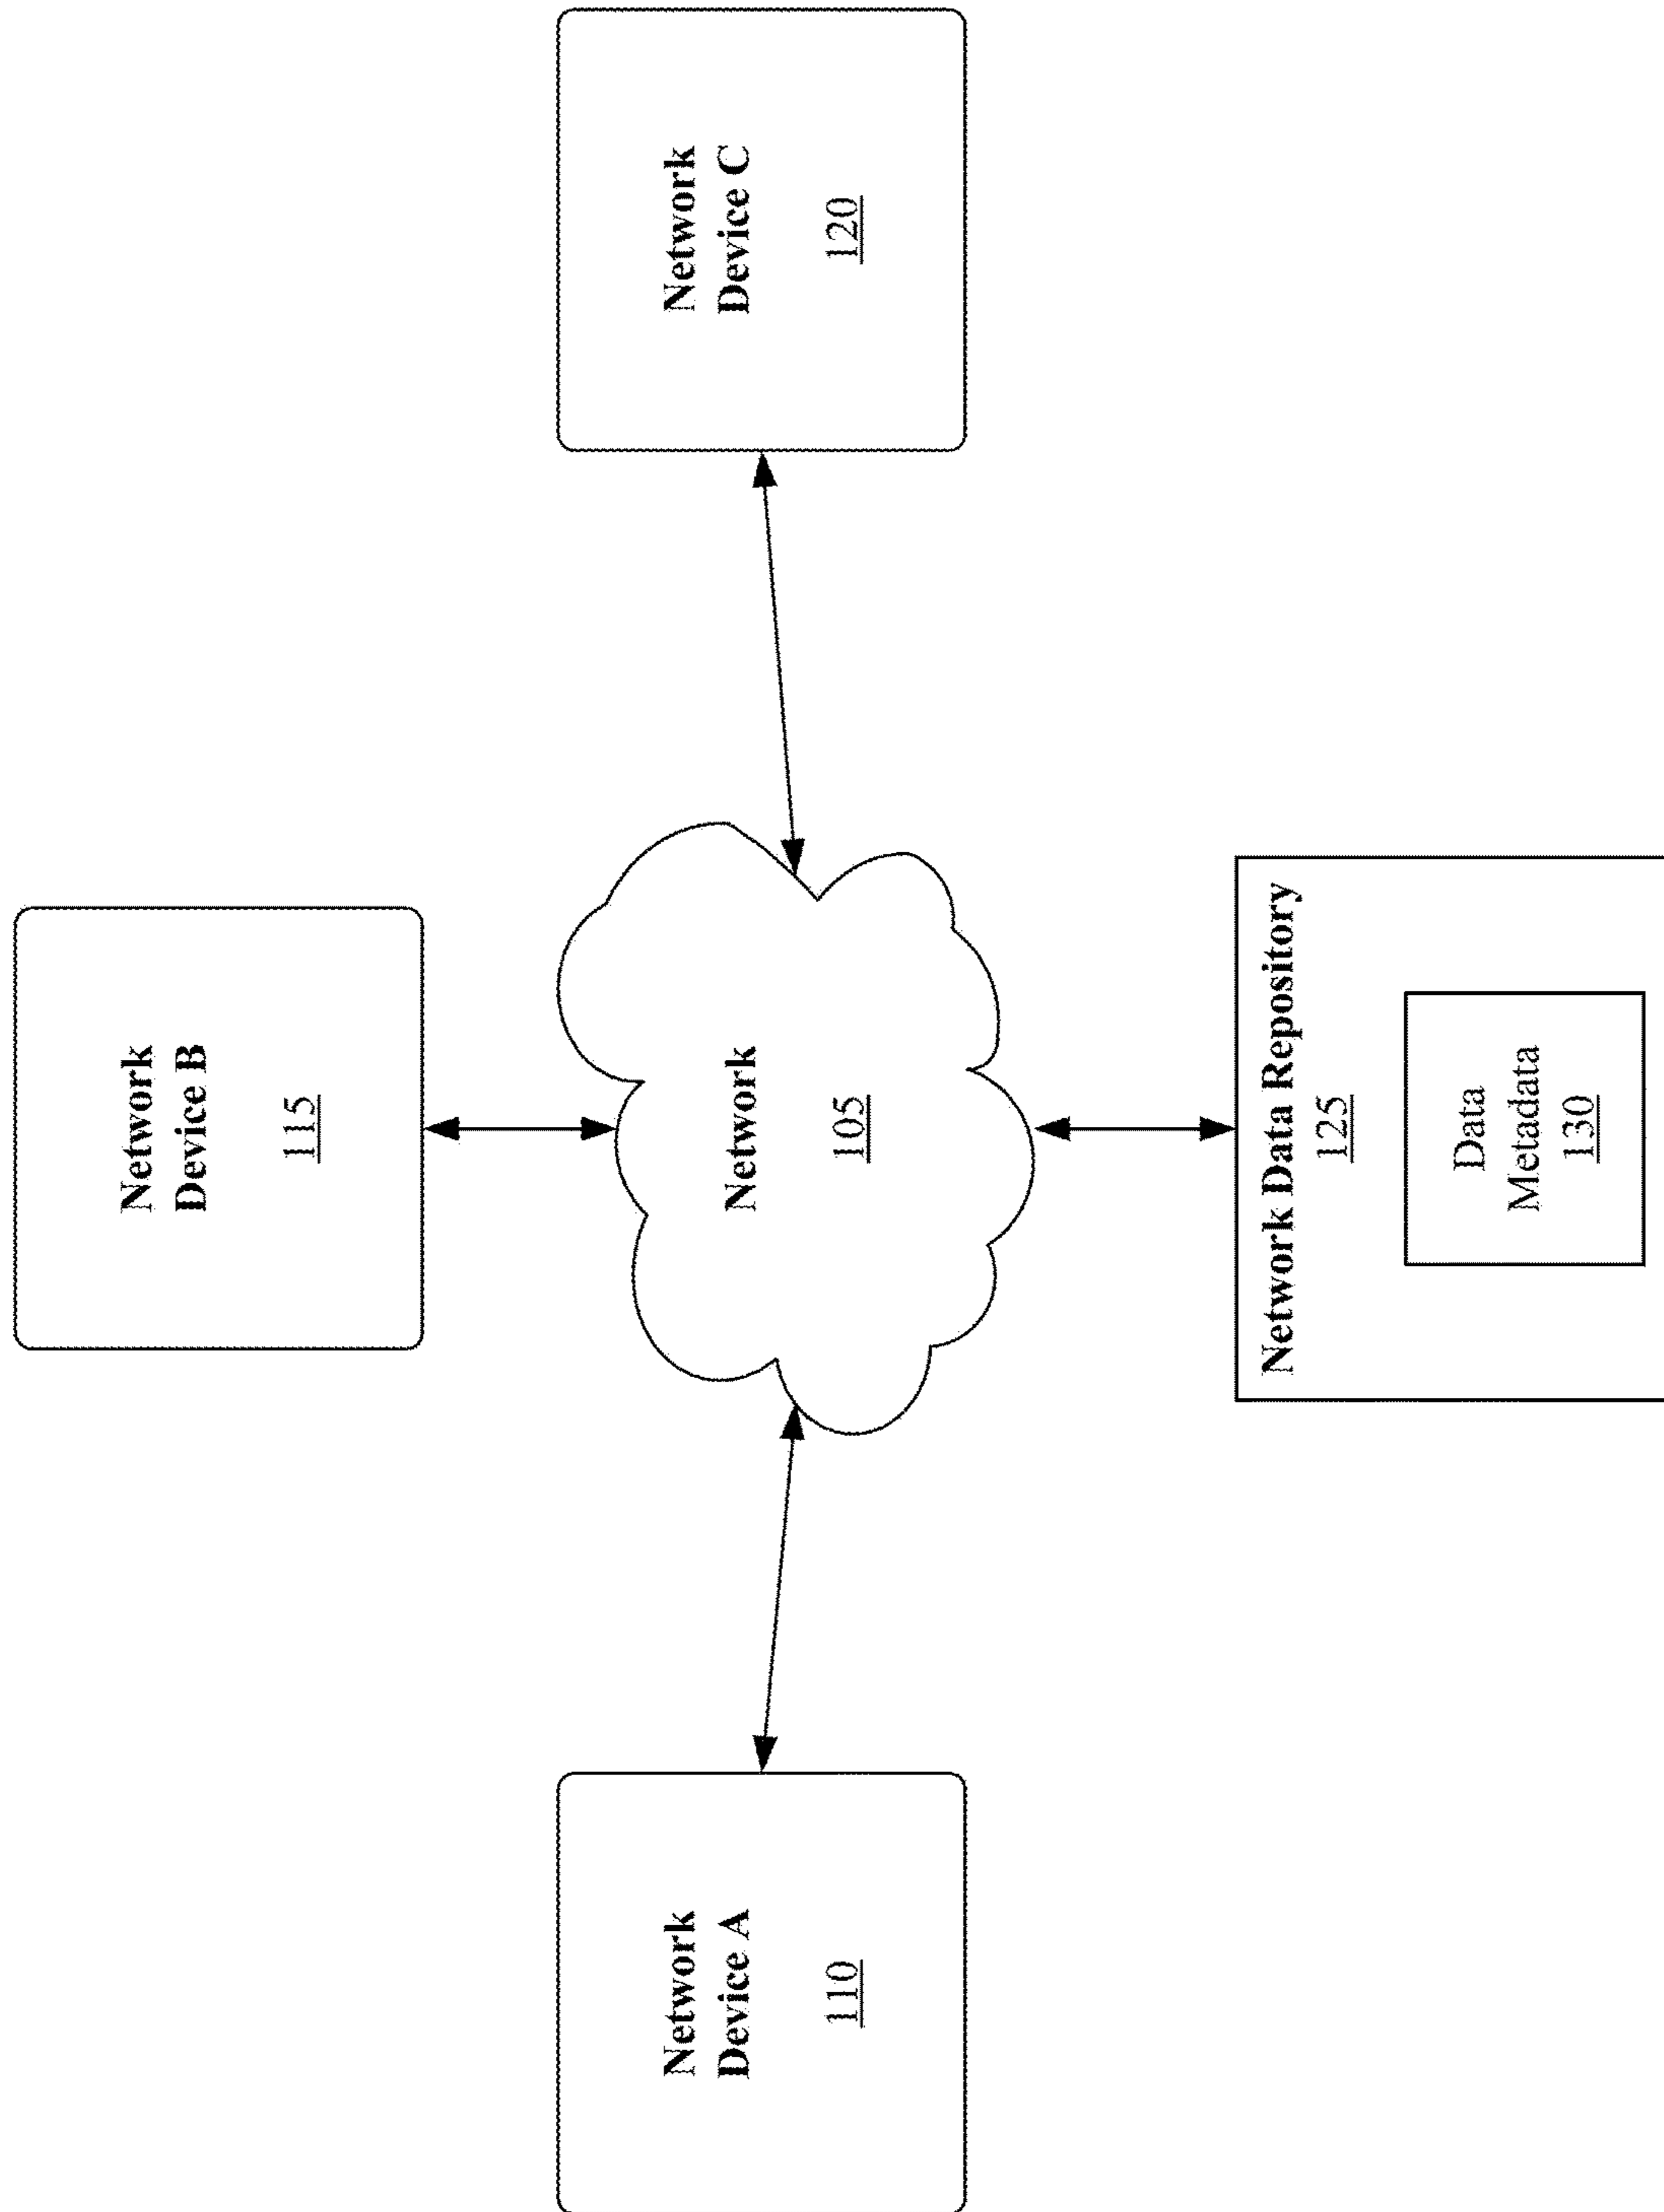 Network
Device B
115
Network
Device A
110
Network
105
Network
Device C
120
Network Data Repository
125
Data
Metadata
130